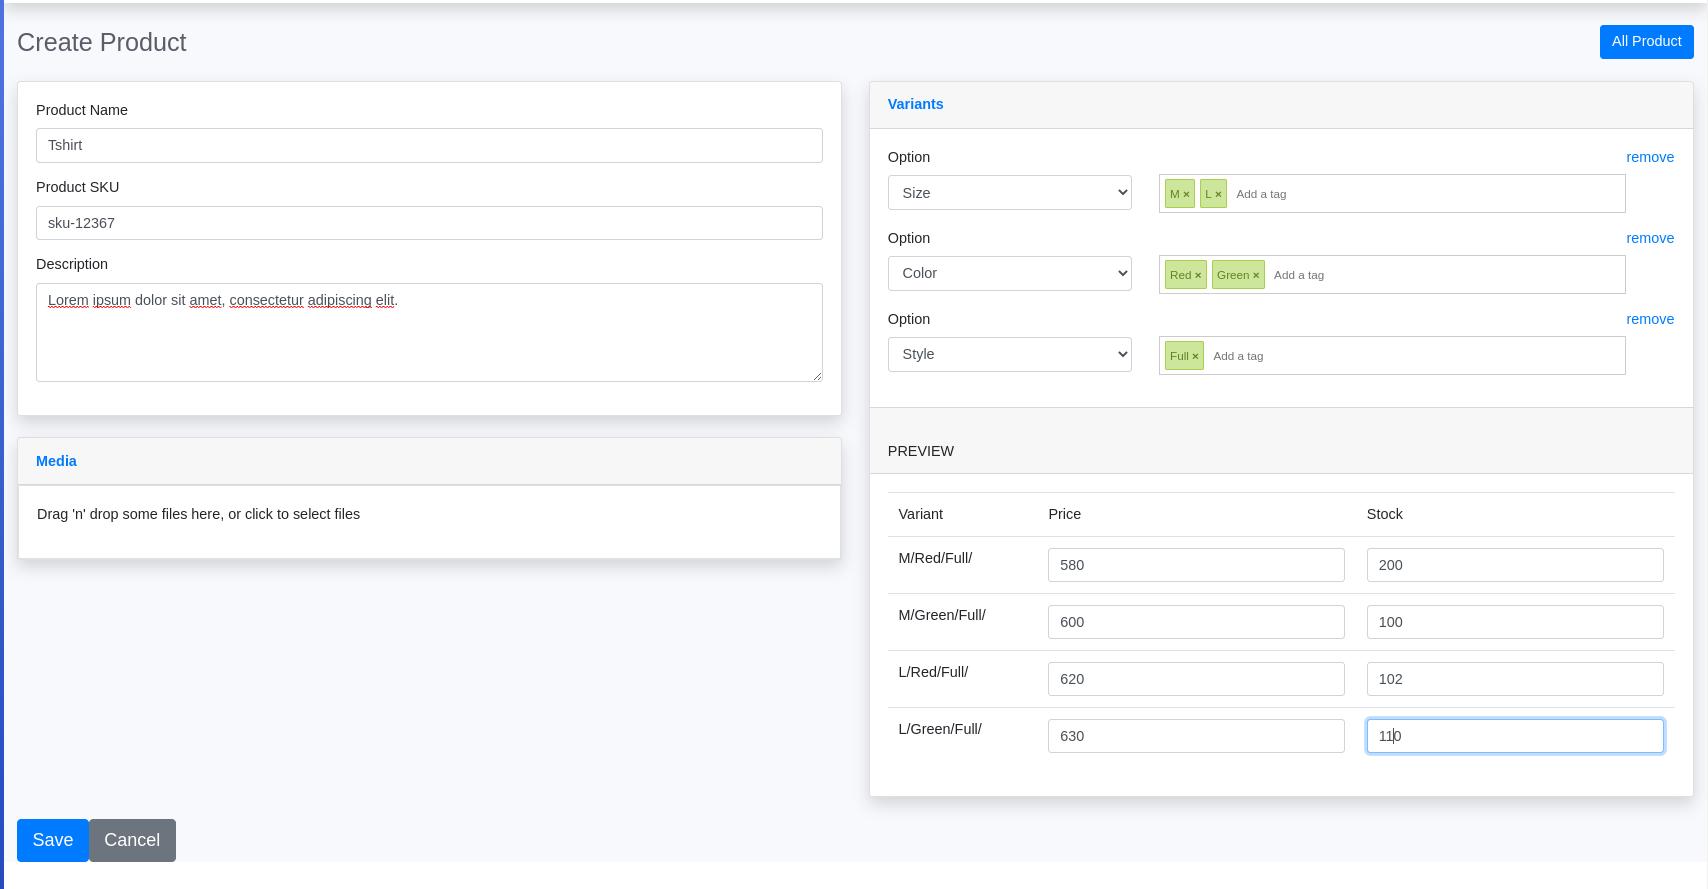 Create Product
All Product
Product Name
Tshirt
Product SKU
sku-12367
Description
Lorem ipsum dolor sit amet, consectetur adipiscing elit.
Media
Drag 'n' drop some files here, or click to select files
Variants
Option remove
Size M × L × Add a tag
Option remove
Color Red × Green × Add a tag
Option remove
Style Full × Add a tag
PREVIEW
Variant Price Stock
M/Red/Full/ 580 200
M/Green/Full/ 600 100
L/Red/Full/ 620 102
L/Green/Full/ 630 110
Save Cancel